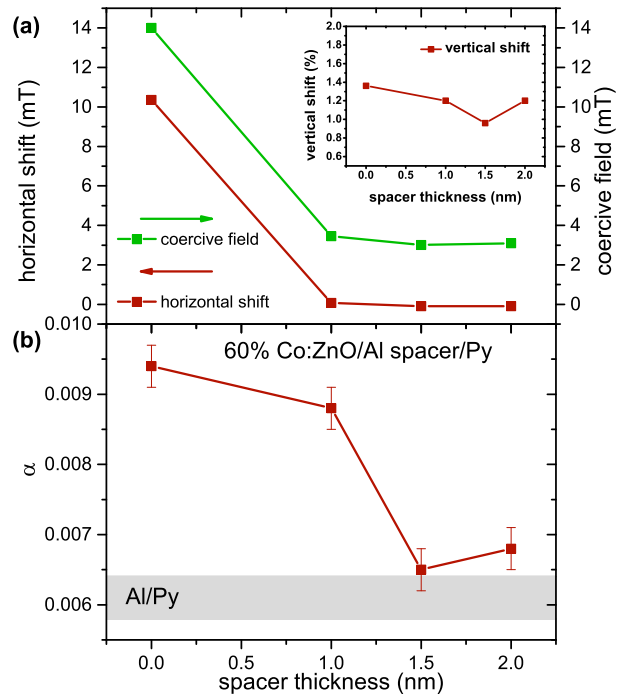 (a)
14
12
10
8
6
4
2
0
horizontal shift (mT)
14
12
10
8
6
4
2
0
coercive field (mT)
2.0
1.8
1.6
1.4
1.2
1.0
0.8
0.6
vertical shift (%)
vertical shift
0.0 0.5 1.0 1.5 2.0
spacer thickness (nm)
coercive field
horizontal shift
(b)
60% Co:ZnO/Al spacer/Py
0.010
0.009
0.008
0.007
0.006
α
Al/Py
0.0 0.5 1.0 1.5 2.0
spacer thickness (nm)